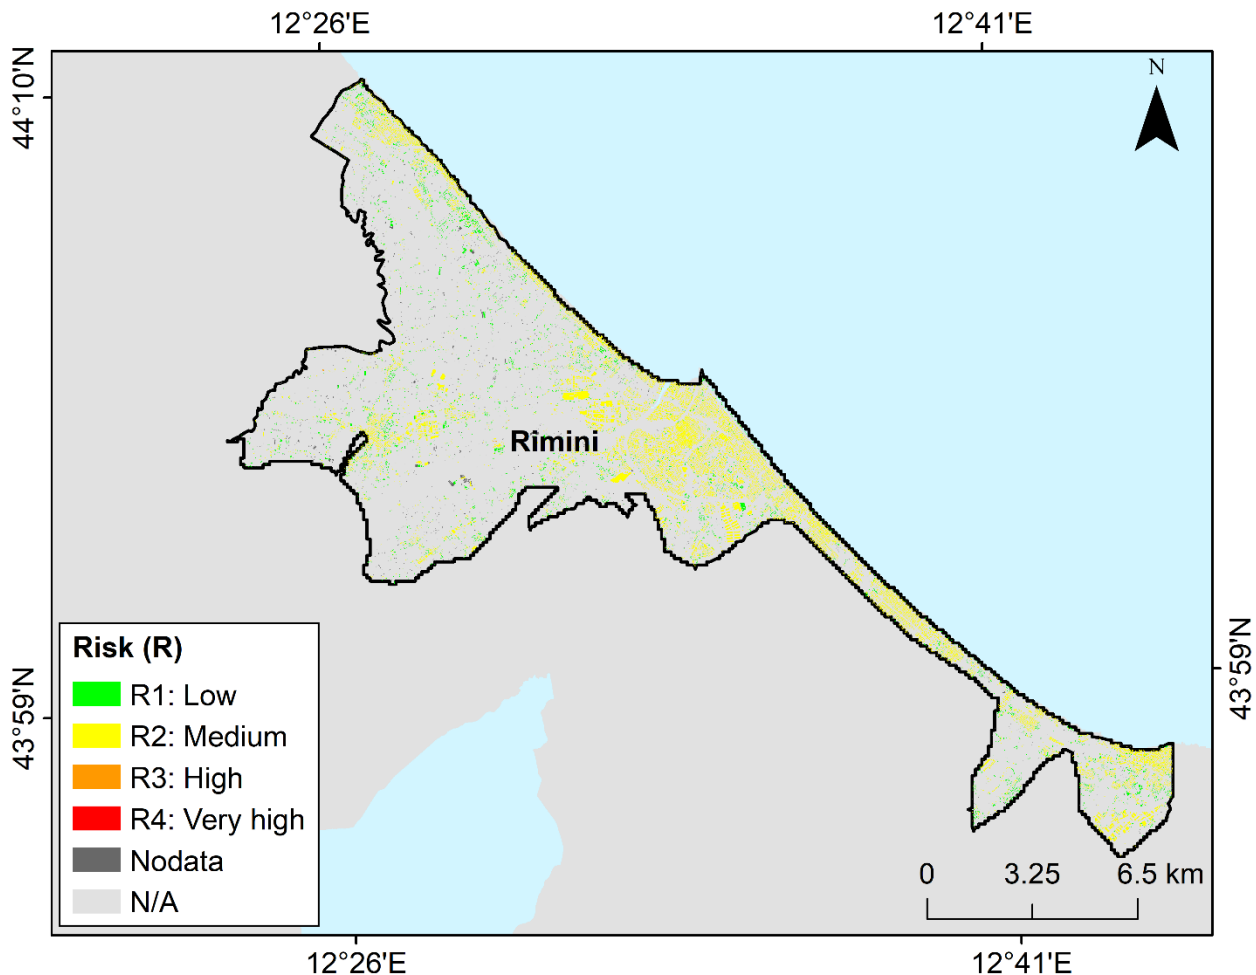 12°26'E
12°41'E
44°10'N
N
Rimini
43°59'N
43°59'N
Risk (R)
R1: Low
R2: Medium
R3: High
R4: Very high
Nodata
N/A
0 3.25 6.5 km
12°26'E
12°41'E